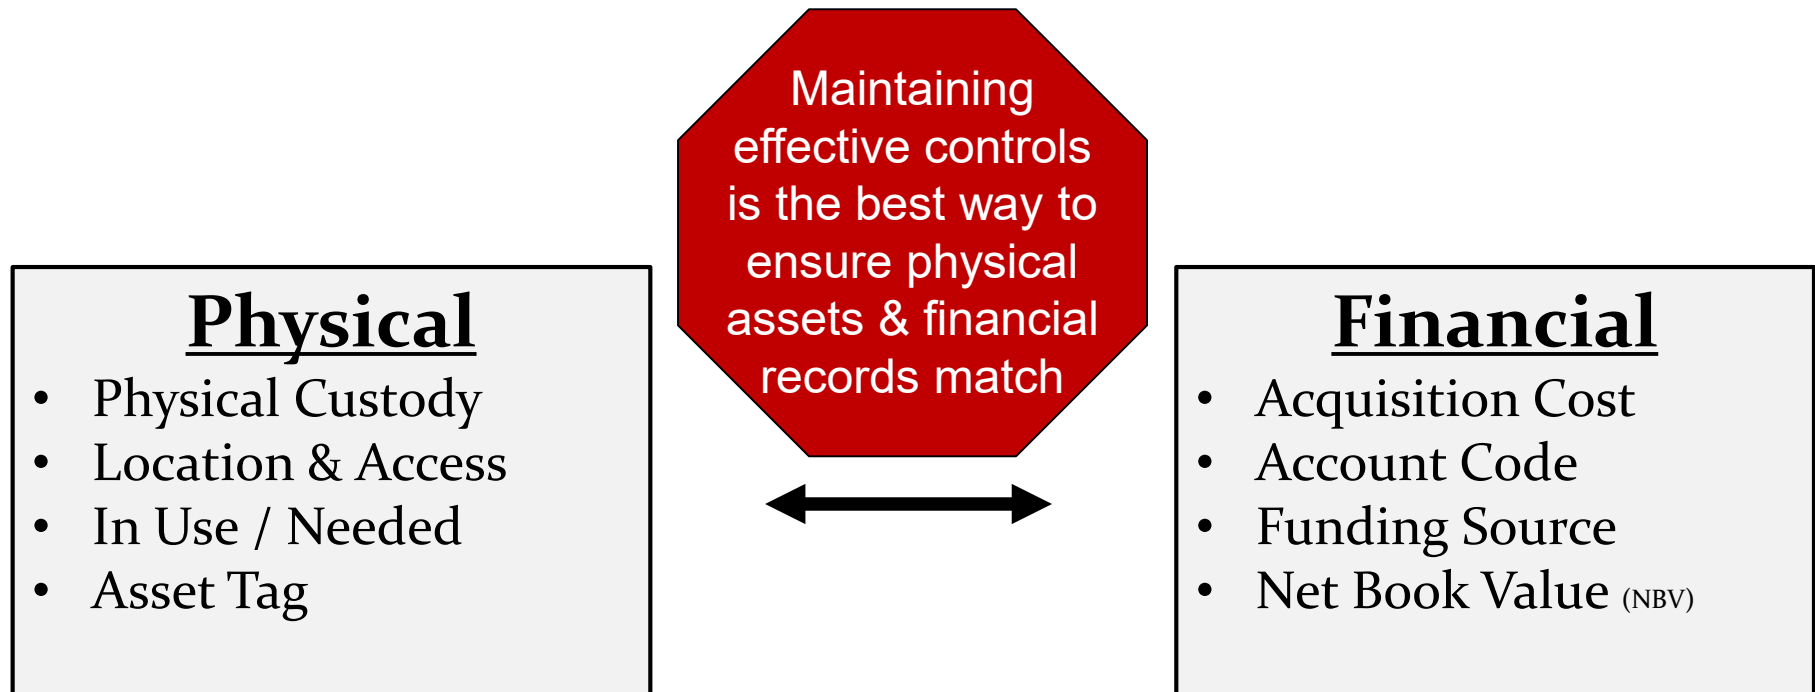 Maintaining
effective controls
is the best way to
ensure physical
assets & financial
records match
Physical
• Physical Custody
• Location & Access
• In Use / Needed
• Asset Tag
Financial
• Acquisition Cost
• Account Code
• Funding Source
• Net Book Value (NBV)